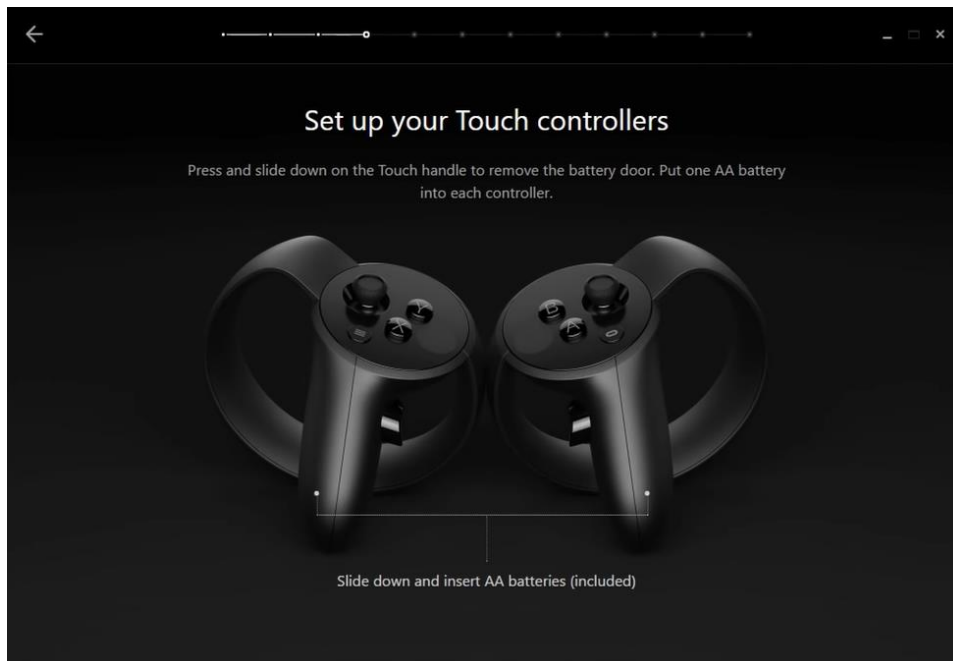 Set up your Touch controllers
Press and slide down on the Touch handle to remove the battery door. Put one AA battery
into each controller.
Y
X
B
A
Slide down and insert AA batteries (included)